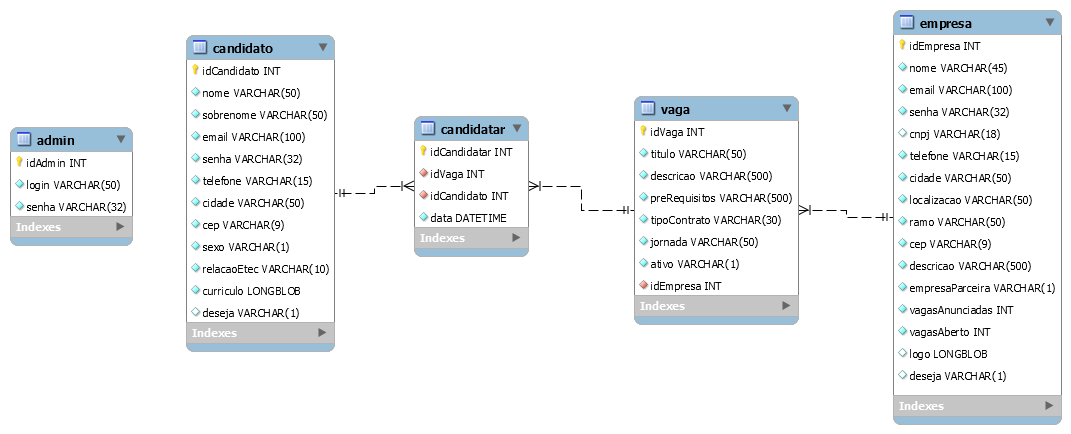 admin
idAdmin INT
login VARCHAR(50)
senha VARCHAR(32)
Indexes
candidato
idCandidato INT
nome VARCHAR(50)
sobrenome VARCHAR(50)
email VARCHAR(100)
senha VARCHAR(32)
telefone VARCHAR(15)
cidade VARCHAR(50)
cep VARCHAR(9)
sexo VARCHAR(1)
relacaoEtec VARCHAR(10)
curriculo LONGBLOB
deseja VARCHAR(1)
Indexes
candidatar
idCandidatar INT
idVaga INT
idCandidato INT
data DATETIME
Indexes
vaga
idVaga INT
titulo VARCHAR(50)
descricao VARCHAR(500)
preRequisitos VARCHAR(500)
tipoContrato VARCHAR(30)
jornada VARCHAR(50)
ativo VARCHAR(1)
idEmpresa INT
Indexes
empresa
idEmpresa INT
nome VARCHAR(45)
email VARCHAR(100)
senha VARCHAR(32)
cnpj VARCHAR(18)
telefone VARCHAR(15)
cidade VARCHAR(50)
localizacao VARCHAR(50)
ramo VARCHAR(50)
cep VARCHAR(9)
descricao VARCHAR(500)
empresaParceira VARCHAR(1)
vagasAnunciadas INT
vagasAberto INT
logo LONGBLOB
deseja VARCHAR(1)
Indexes